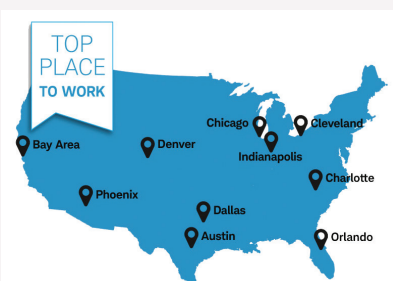 TOP
PLACE
TO WORK
Chicago
Cleveland
Bay Area
Denver
Indianapolis
Charlotte
Phoenix
Dallas
Austin
Orlando